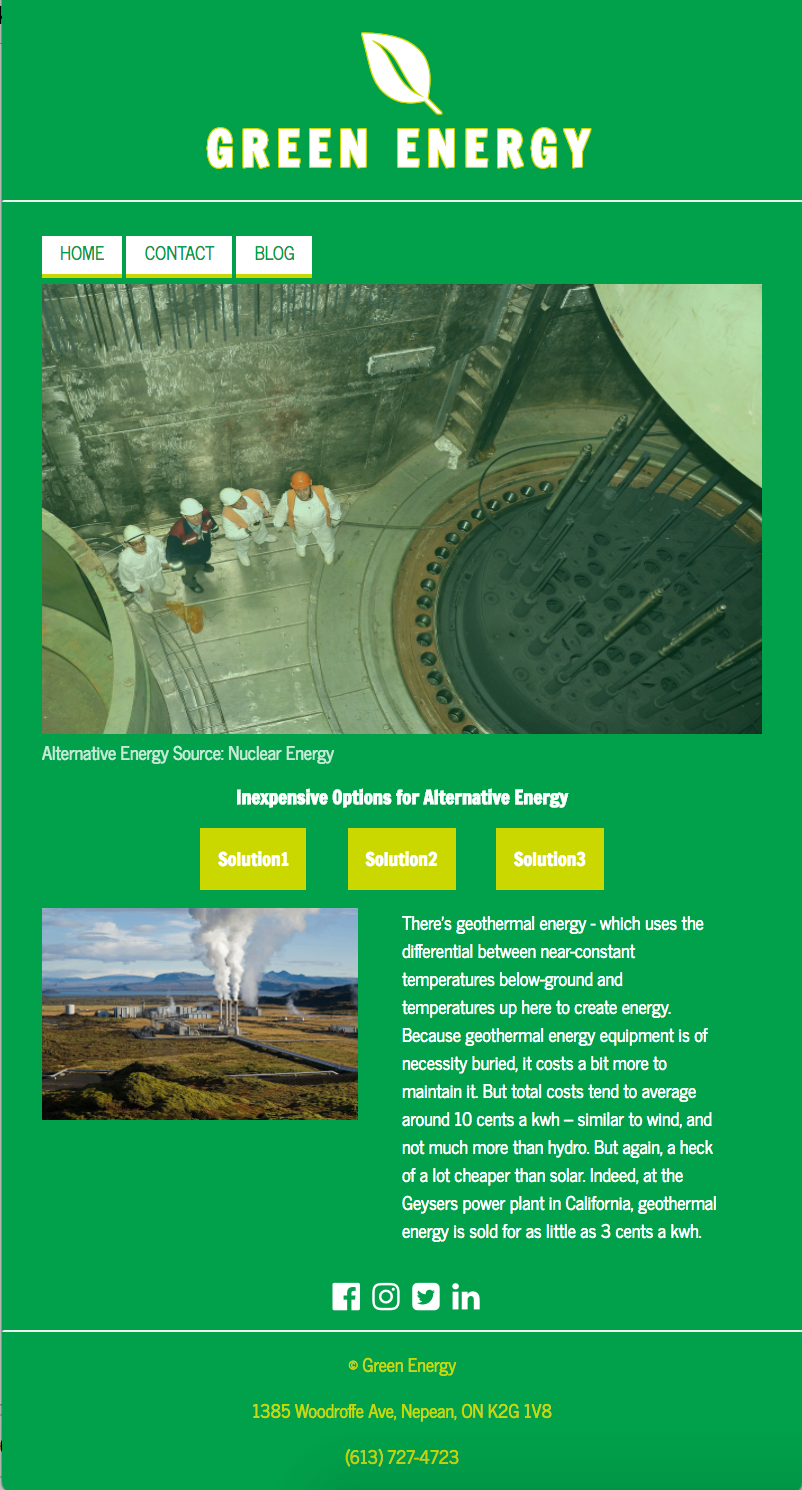 GREEN ENERGY
HOME CONTACT BLOG
Alternative Energy Source: Nuclear Energy
Inexpensive Options for Alternative Energy
Solution1 Solution2 Solution3
There's geothermal energy - which uses the
differential between near-constant
temperatures below-ground and
temperatures up here to create energy.
Because geothermal energy equipment is of
necessity buried, it costs a bit more to
maintain it. But total costs tend to average
around 10 cents a kwh – similar to wind, and
not much more than hydro. But again, a heck
of a lot cheaper than solar. Indeed, at the
Geysers power plant in California, geothermal
energy is sold for as little as 3 cents a kwh.
© Green Energy
1385 Woodroffe Ave, Nepean, ON K2G 1V8
(613) 727-4723